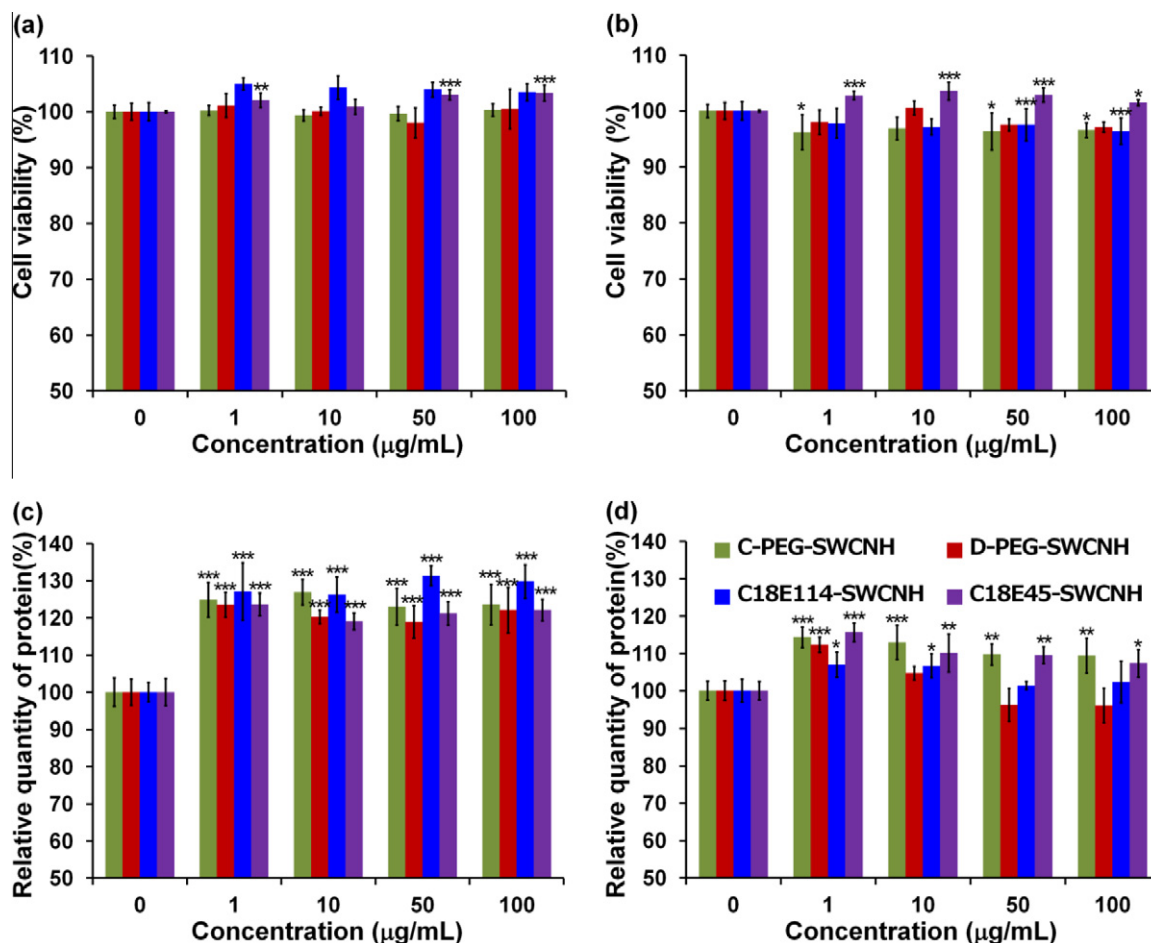 (a)
110
100
90
80
70
60
50
Cell viability (%)
** *** ***
0 1 10 50 100
Concentration (μg/mL)
(b)
110
100
90
80
70
60
50
Cell viability (%)
* *** *** * *** *** * *** *
0 1 10 50 100
Concentration (μg/mL)
(c)
140
130
120
110
100
90
80
70
60
50
Relative quantity of protein(%)
*** *** *** *** *** *** *** *** *** *** *** *** *** *** *** ***
0 1 10 50 100
Concentration (μg/mL)
(d)
140
130
120
110
100
90
80
70
60
50
Relative quantity of protein(%)
C-PEG-SWCNH D-PEG-SWCNH
C18E114-SWCNH C18E45-SWCNH
*** *** * *** *** * ** ** ** ** *
0 1 10 50 100
Concentration (μg/mL)